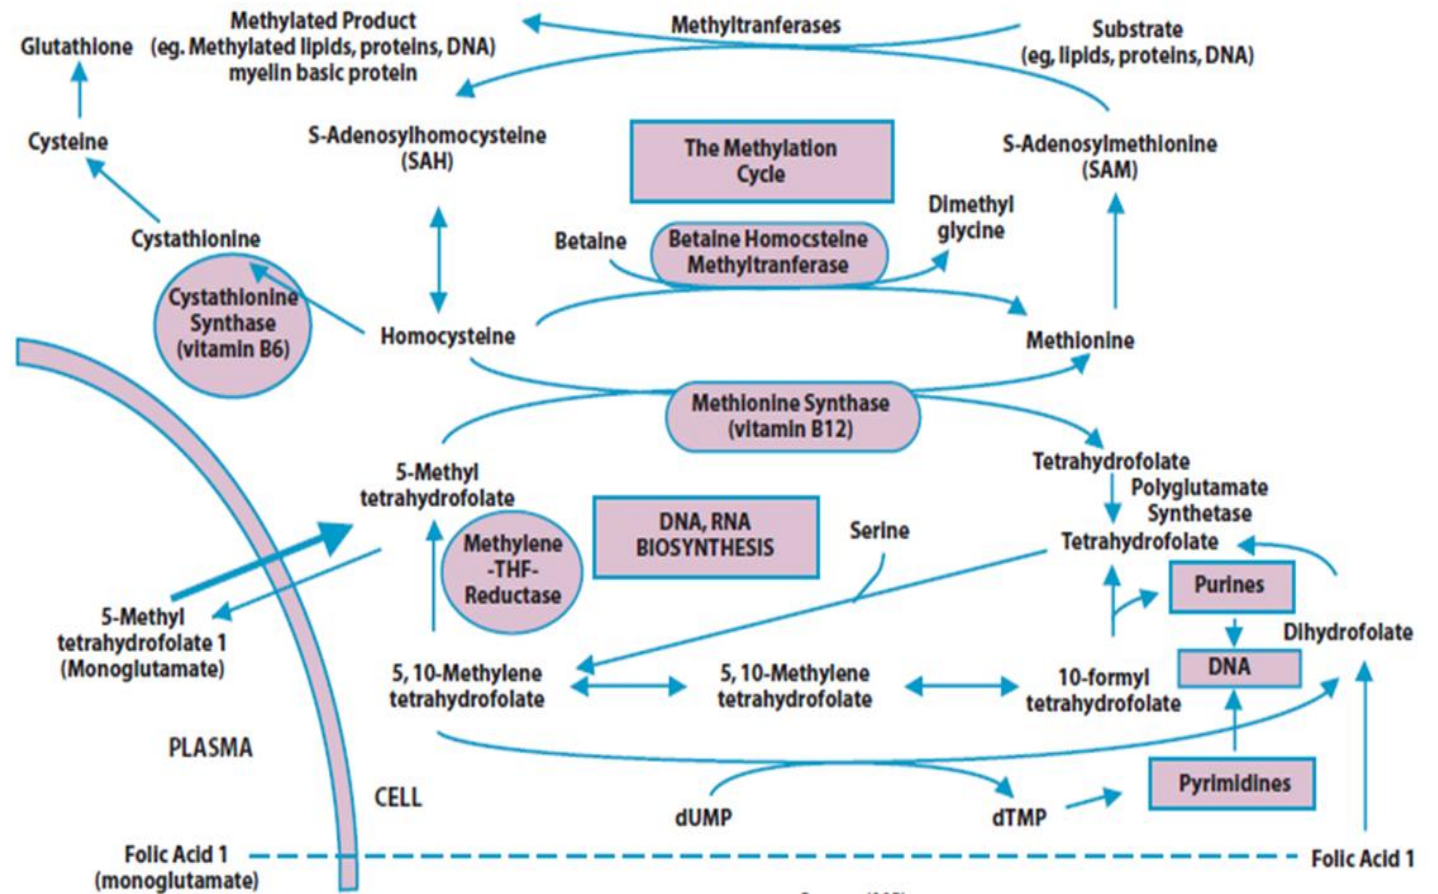 Methylated Product
(eg. Methylated lipids, proteins, DNA)
myelin basic protein
Methyltranferases
Substrate
(eg, lipids, proteins, DNA)
Glutathione
Cysteine
S-Adenosylhomocysteine
(SAH)
The Methylation
Cycle
S-Adenosylmethionine
(SAM)
Cystathionine
Betaine
Betaine Homocsteine
Methyltranferase
Dimethyl
glycine
Cystathionine
Synthase
(vitamin B6)
Homocysteine
Methionine
Methionine Synthase
(vitamin B12)
5-Methyl
tetrahydrofolate
Tetrahydrofolate
Polyglutamate
Synthetase
Tetrahydrofolate
DNA, RNA
BIOSYNTHESIS
Serine
Methylene
-THF-
Reductase
Purines
5-Methyl
tetrahydrofolate 1
(Monoglutamate)
Dihydrofolate
5, 10-Methylene
tetrahydrofolate
5, 10-Methylene
tetrahydrofolate
10-formyl
tetrahydrofolate
DNA
PLASMA
CELL
dUMP
dTMP
Pyrimidines
Folic Acid 1
(monoglutamate)
Folic Acid 1